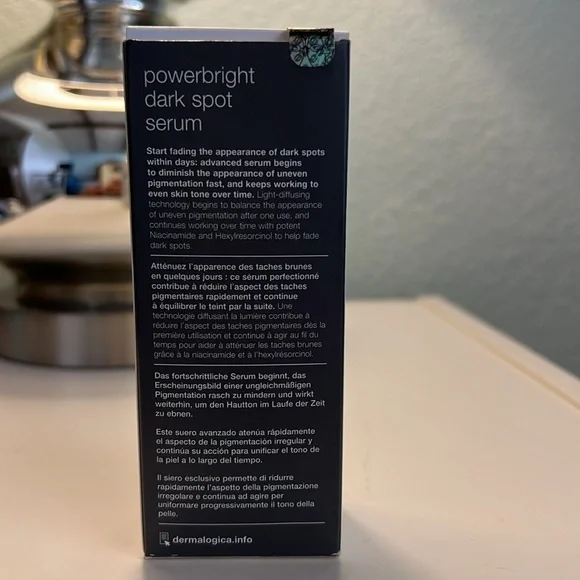 powerbright
dark spot
serum
Start fading the appearance of dark spots
within days: advanced serum begins
to diminish the appearance of uneven
pigmentation fast, and keeps working to
even skin tone over time. Light-diffusing
technology begins to balance the appearance
of uneven pigmentation after one use, and
continues working over time with potent
Niacinamide and Hexylresorcinol to help fade
dark spots.
Atténuez l'apparence des taches brunes
en quelques jours : ce sérum perfectionné
contribue à réduire l'aspect des taches
pigmentaires rapidement et continue
à équilibrer le teint par la suite. Une
technologie diffusant la lumière contribue à
réduire l'aspect des taches pigmentaires dès la
première utilisation et continue à agir au fil du
temps pour aider à atténuer les taches brunes
grâce à la niacinamide et à l'hexylrésorcinol.
Das fortschrittliche Serum beginnt, das
Erscheinungsbild einer ungleichmäßigen
Pigmentation rasch zu mindern und wirkt
weiterhin, um den Hautton im Laufe der Zeit
zu ebnen.
Este suero avanzado atenúa rápidamente
el aspecto de la pigmentación irregular y
continúa su acción para unificar el tono de
la piel a lo largo del tiempo.
Il siero esclusivo permette di ridurre
rapidamente l'aspetto della pigmentazione
irregolare e continua ad agire per
uniformare progressivamente il tono della
pelle.
dermalogica.info